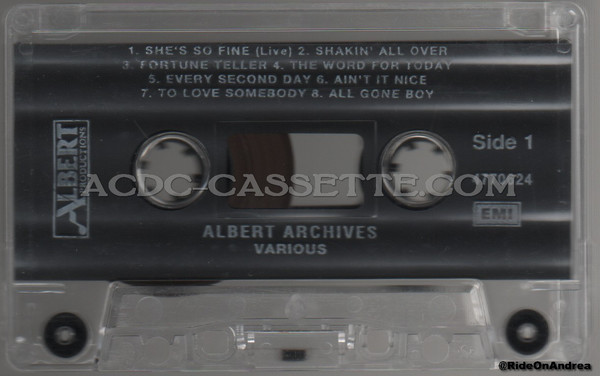 1. SHE'S SO FINE (Live) 2. SHAKIN' ALL OVER
3. FORTUNE TELLER 4. THE WORD FOR TODAY
5. EVERY SECOND DAY 6. AIN'T IT NICE
7. TO LOVE SOMEBODY 8. ALL GONE BOY
ALBERT
PRODUCTIONS
Side 1
ACDC-CASSETTE.COM
EMI
ALBERT ARCHIVES
VARIOUS
@RideOnAndrea